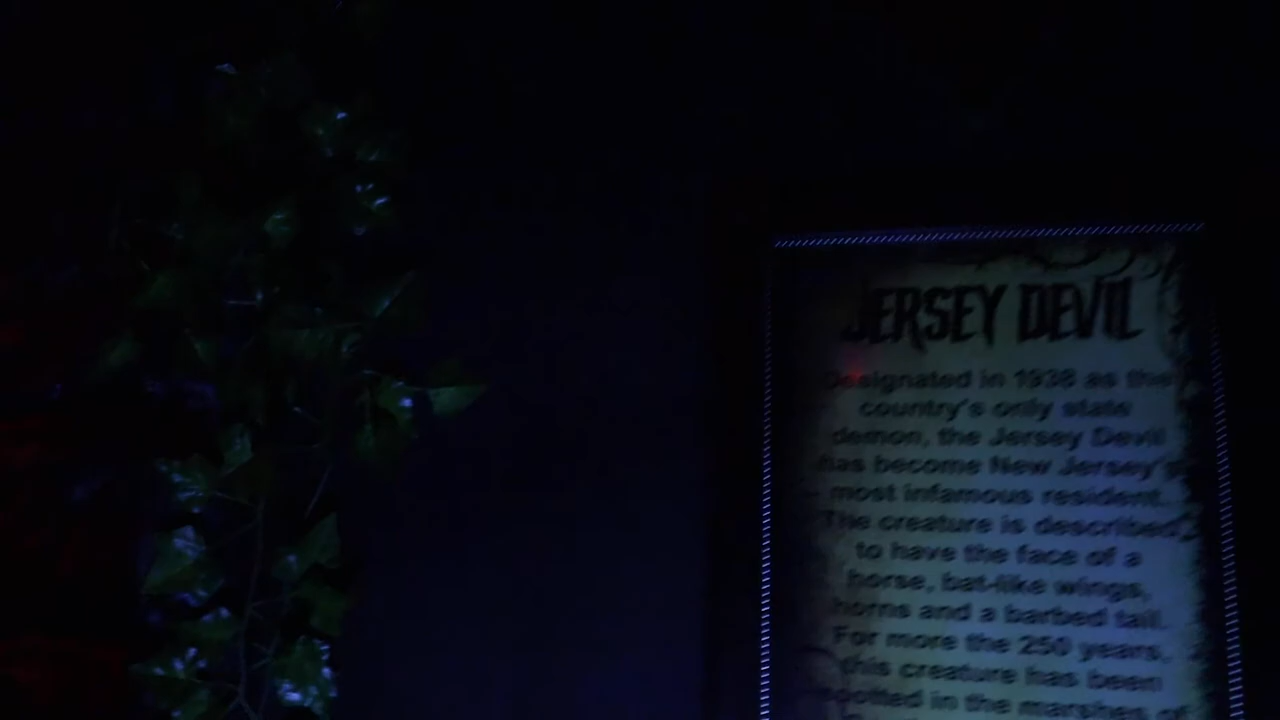 JERSEY DEVIL
Designated in 1938 as the
country's only state
demon, the Jersey Devil
has become New Jersey's
most infamous resident.
The creature is described
to have the face of a
horse, bat-like wings,
horns and a barbed tail.
For more the 250 years,
this creature has been
spotted in the marshes of